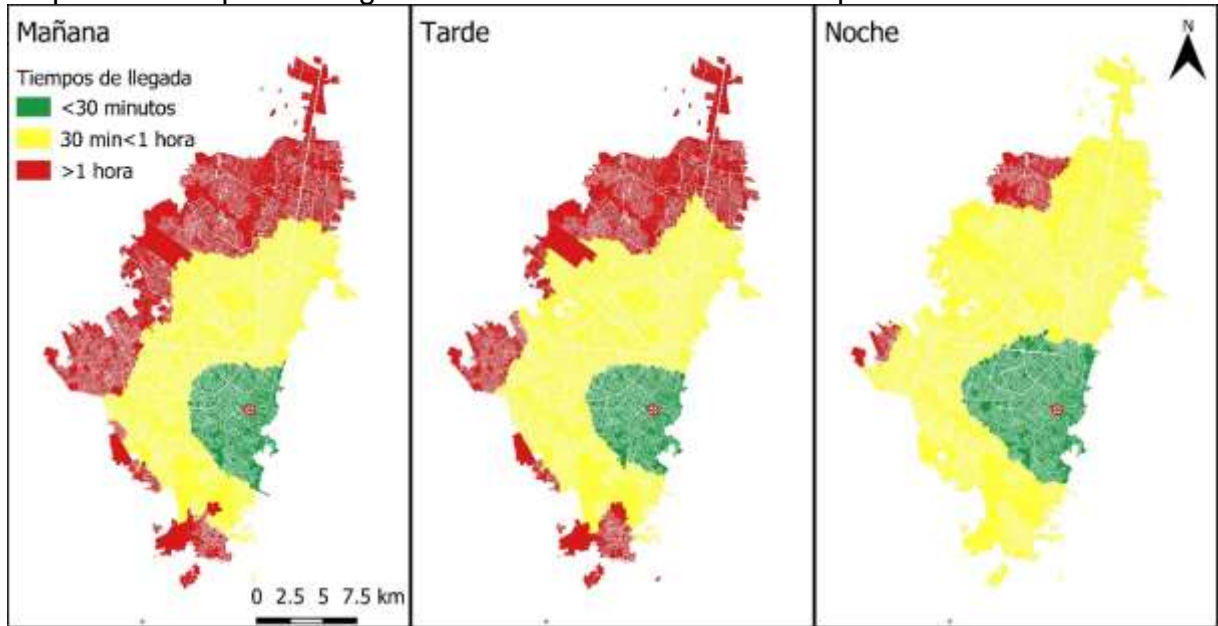 Mañana
Tiempos de llegada
<30 minutos
30 min<1 hora
>1 hora
0 2.5 5 7.5 km
Tarde
Noche
N